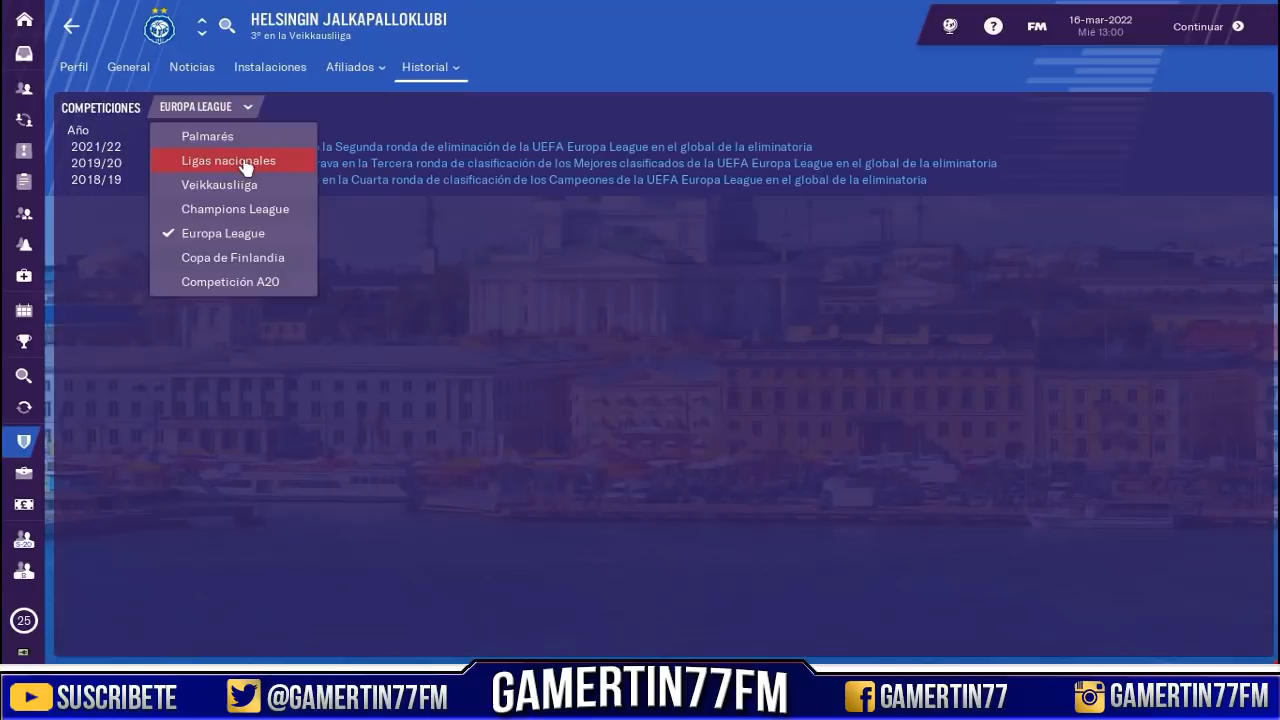 HELSINGIN JALKAPALLOKLUBI
3º en la Veikkausliiga
FM
16-mar-2022
Mié 13:00
Continuar
Perfil General Noticias Instalaciones Afiliados Historial
COMPETICIONES EUROPA LEAGUE
Año
2021/22 la Segunda ronda de eliminación de la UEFA Europa League en el global de la eliminatoria
2019/20 rava en la Tercera ronda de clasificación de los Mejores clasificados de la UEFA Europa League en el global de la eliminatoria
2018/19 en la Cuarta ronda de clasificación de los Campeones de la UEFA Europa League en el global de la eliminatoria
Palmarés
Ligas nacionales
Veikkausliiga
Champions League
Europa League
Copa de Finlandia
Competición A20
S-20
B
25
SUSCRIBETE @GAMERTIN77FM GAMERTIN77FM GAMERTIN77 GAMERTIN77FM